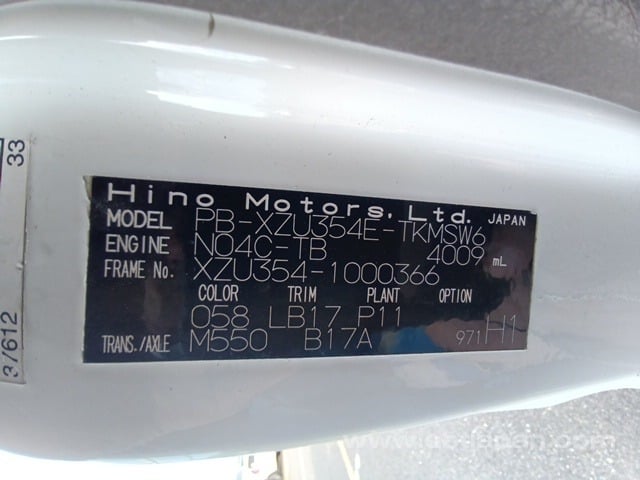 Hino Motors, Ltd. JAPAN
MODEL PB-XZU354E-TKMSW6
ENGINE N04C-TB 4009 mL
FRAME No. XZU354-1000366
COLOR TRIM PLANT OPTION
058 LB17 P11
TRANS./AXLE M550 B17A 971 H1
33
37612